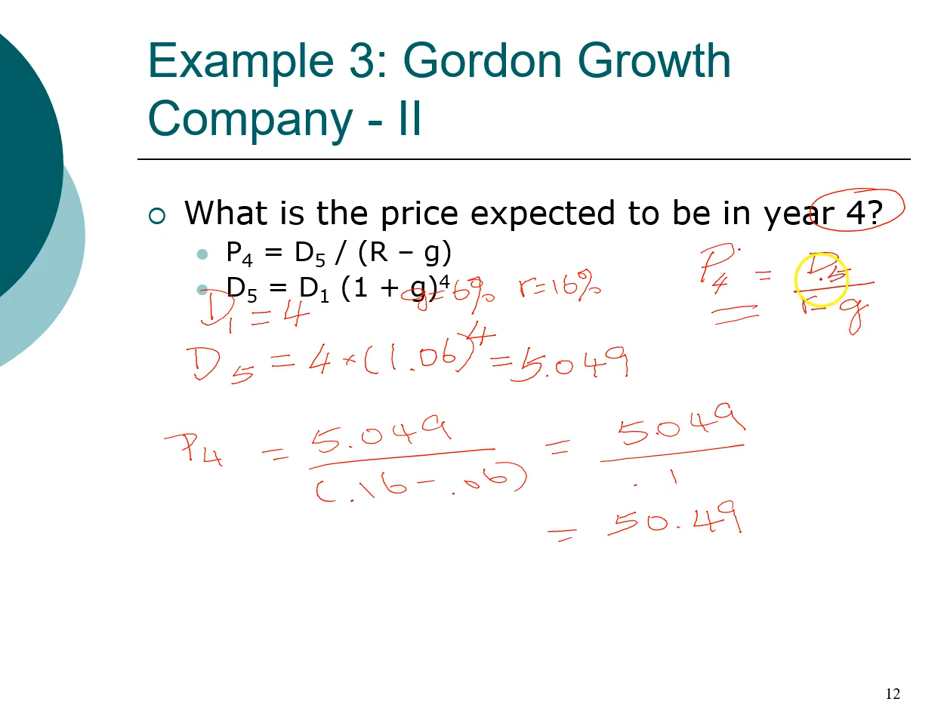 Example 3: Gordon Growth
Company - II
What is the price expected to be in year 4?
P4 = D5 / (R – g)
D5 = D1 (1 + g)^4
P4 = D5 / r - g
D1 = 4 g=6% r=16%
D5 = 4 * (1.06)^4 = 5.049
P4 = 5.049 / (.16 - .06) = 5.049 / .1
= 50.49
12